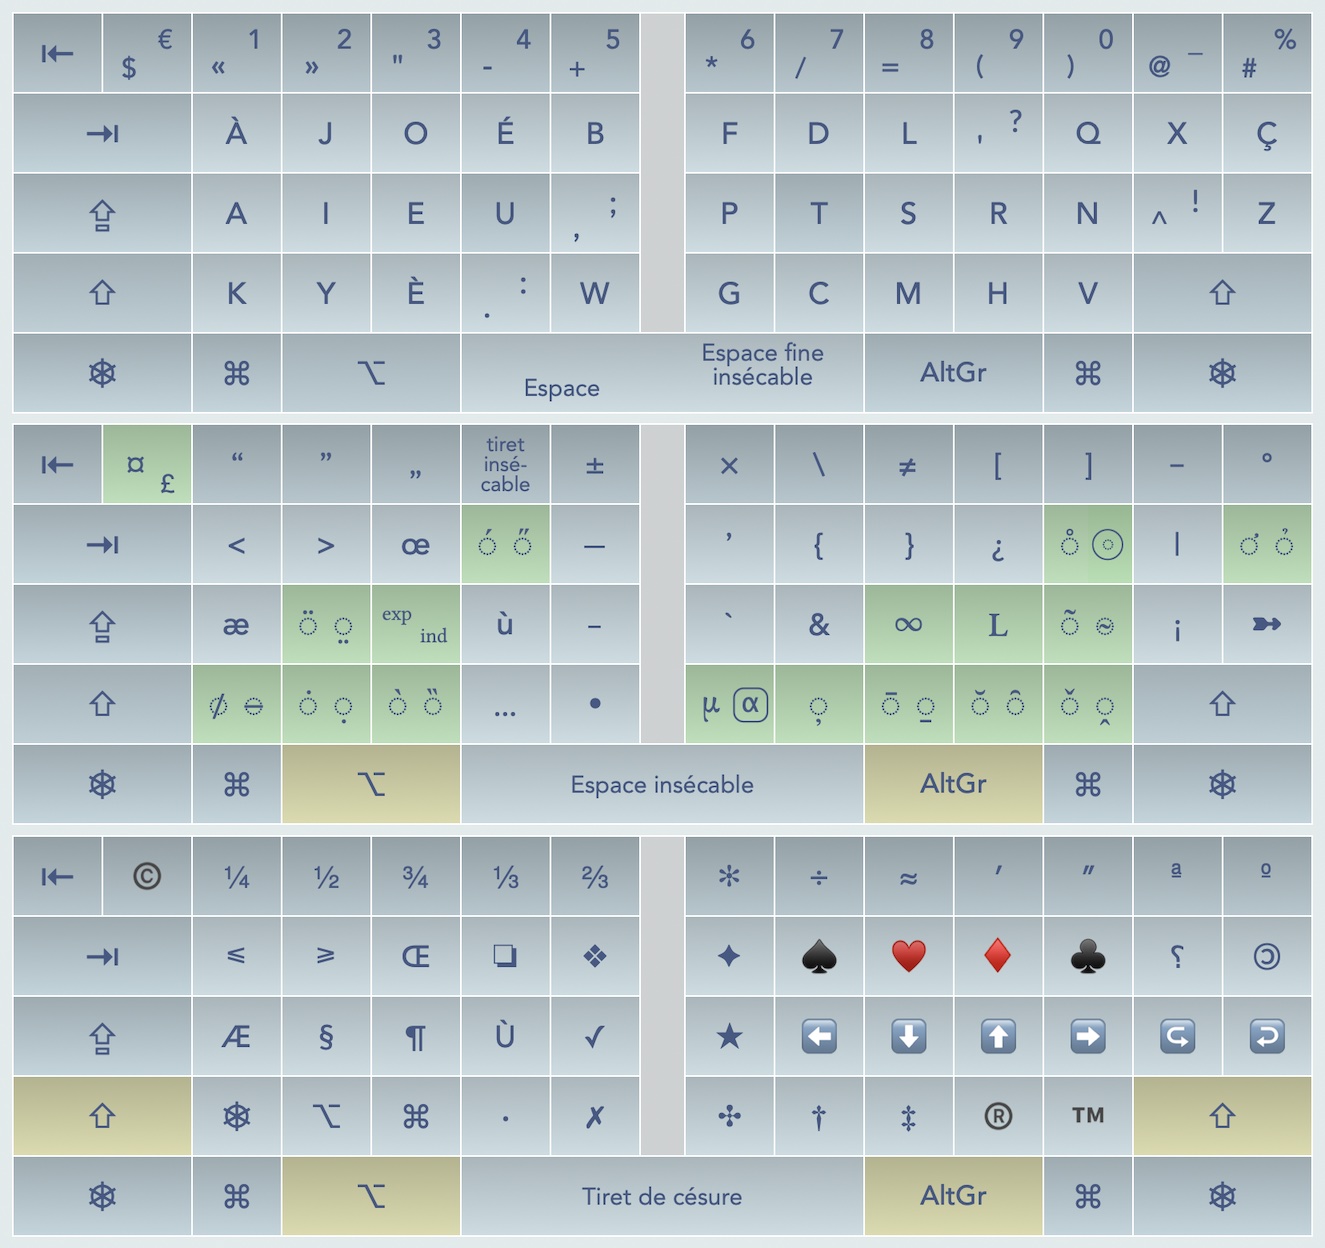 ⇤ $ € « 1 » 2 " 3 - 4 + 5 * 6 / 7 = 8 ( 9 ) 0 @ _ # %
⇥ À J O É B F D L ' ? Q X Ç
⇪ A I E U , ; P T S R N ^ ! Z
⇧ K Y È . : W G C M H V ⇧
⎈ ⌘ ⌥ Espace Espace fine insécable AltGr ⌘ ⎈
⇤ ¤ £ “ ” „ tiret insé-cable ± × \ ≠ [ ] – °
⇥ < > œ ◌́ ◌̋ — ’ { } ¿ ◌̊ | ◌̛ ◌̉
⇪ æ ◌̈ ◌̤ exp ind ù – ` & ∞ L ◌̃ ◌̴ ¡ ➽
⇧ ◌̸ ◌̵ ◌̇ ◌̣ ◌̀ ◌̏ … • µ α ◌̦ ◌̄ ◌̱ ◌̆ ◌̑ ◌̌ ◌̭ ⇧
⎈ ⌘ ⌥ Espace insécable AltGr ⌘ ⎈
⇤ © ¼ ½ ¾ ⅓ ⅔ ✻ ÷ ≈ ′ ″ ª º
⇥ ⩽ ⩾ Œ ❏ ❖ ✦ ♠ ♥ ♦ ♣ ⸮ 🄯
⇪ Æ § ¶ Ù ✓ ★ ⬅ ⬇ ⬆ ➡ ↪ ↩
⇧ ⎈ ⌥ ⌘ · ✗ ✣ † ‡ ® ™ ⇧
⎈ ⌘ ⌥ Tiret de césure AltGr ⌘ ⎈